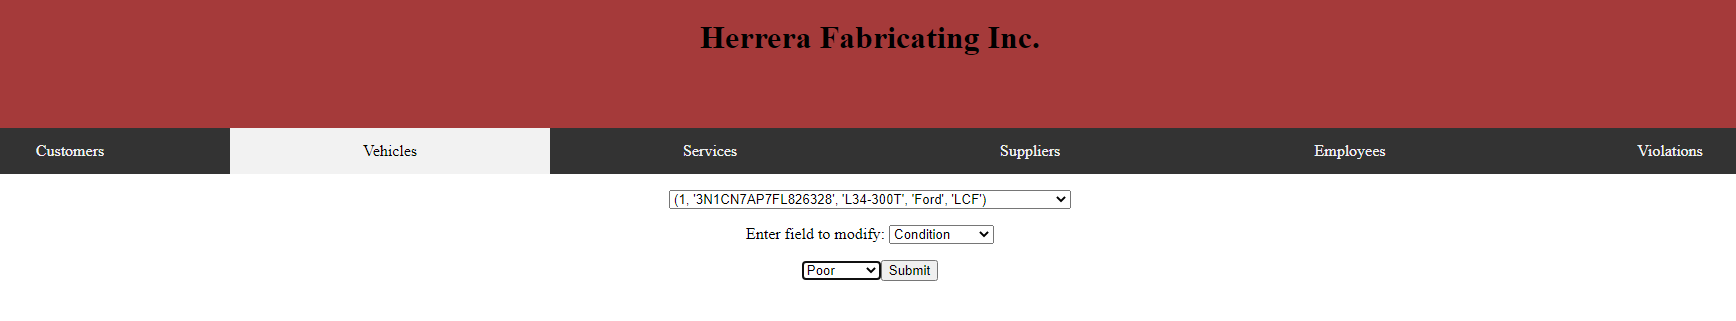 Herrera Fabricating Inc.
Customers Vehicles Services Suppliers Employees Violations
(1, '3N1CN7AP7FL826328', 'L34-300T', 'Ford', 'LCF')
Enter field to modify: Condition
Poor Submit